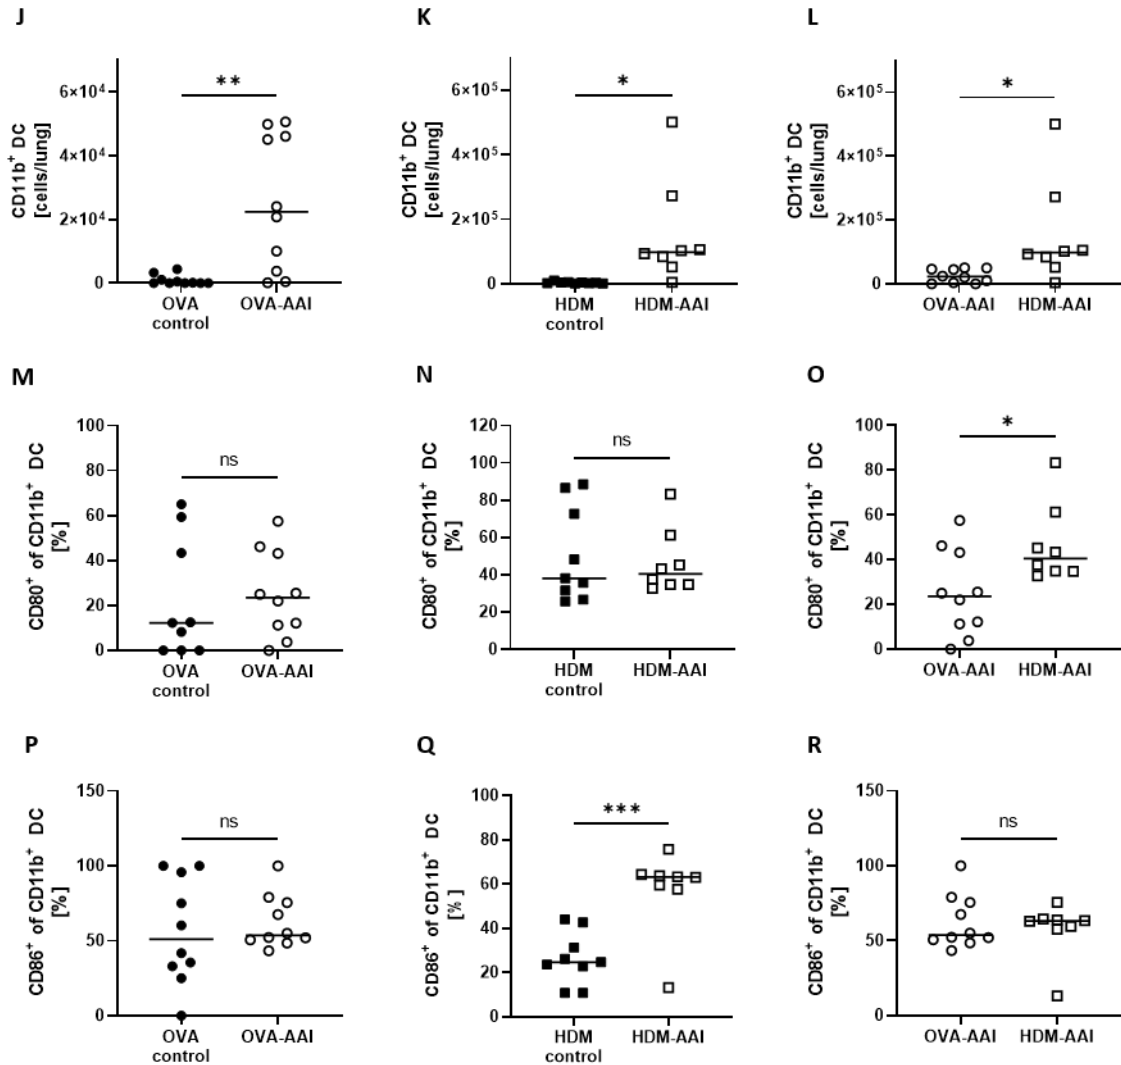 J
K
L
CD11b⁺ DC
[cells/lung]
6×10⁴
4×10⁴
2×10⁴
0
**
OVA
control
OVA-AAI
CD11b⁺ DC
[cells/lung]
6×10⁵
4×10⁵
2×10⁵
0
*
HDM
control
HDM-AAI
CD11b⁺ DC
[cells/lung]
6×10⁵
4×10⁵
2×10⁵
0
*
OVA-AAI
HDM-AAI
M
N
O
CD80⁺ of CD11b⁺ DC
[%]
100
80
60
40
20
0
ns
OVA
control
OVA-AAI
CD80⁺ of CD11b⁺ DC
[%]
120
100
80
60
40
20
0
ns
HDM
control
HDM-AAI
CD80⁺ of CD11b⁺ DC
[%]
100
80
60
40
20
0
*
OVA-AAI
HDM-AAI
P
Q
R
CD86⁺ of CD11b⁺ DC
[%]
150
100
50
0
ns
OVA
control
OVA-AAI
CD86⁺ of CD11b⁺ DC
[%]
100
80
60
40
20
0
***
HDM
control
HDM-AAI
CD86⁺ of CD11b⁺ DC
[%]
150
100
50
0
ns
OVA-AAI
HDM-AAI